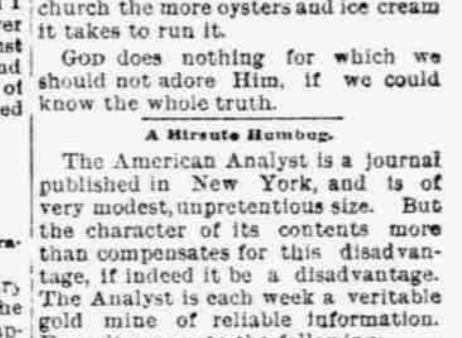 church the more oysters and ice cream
it takes to run it.
GOD does nothing for which we
should not adore Him, if we could
know the whole truth.
A Hirsute Humbug.
The American Analyst is a journal
published in New York, and is of
very modest, unpretentious size. But
the character of its contents more
than compensates for this disadvan-
tage, if indeed it be a disadvantage.
The Analyst is each week a veritable
gold mine of reliable information.